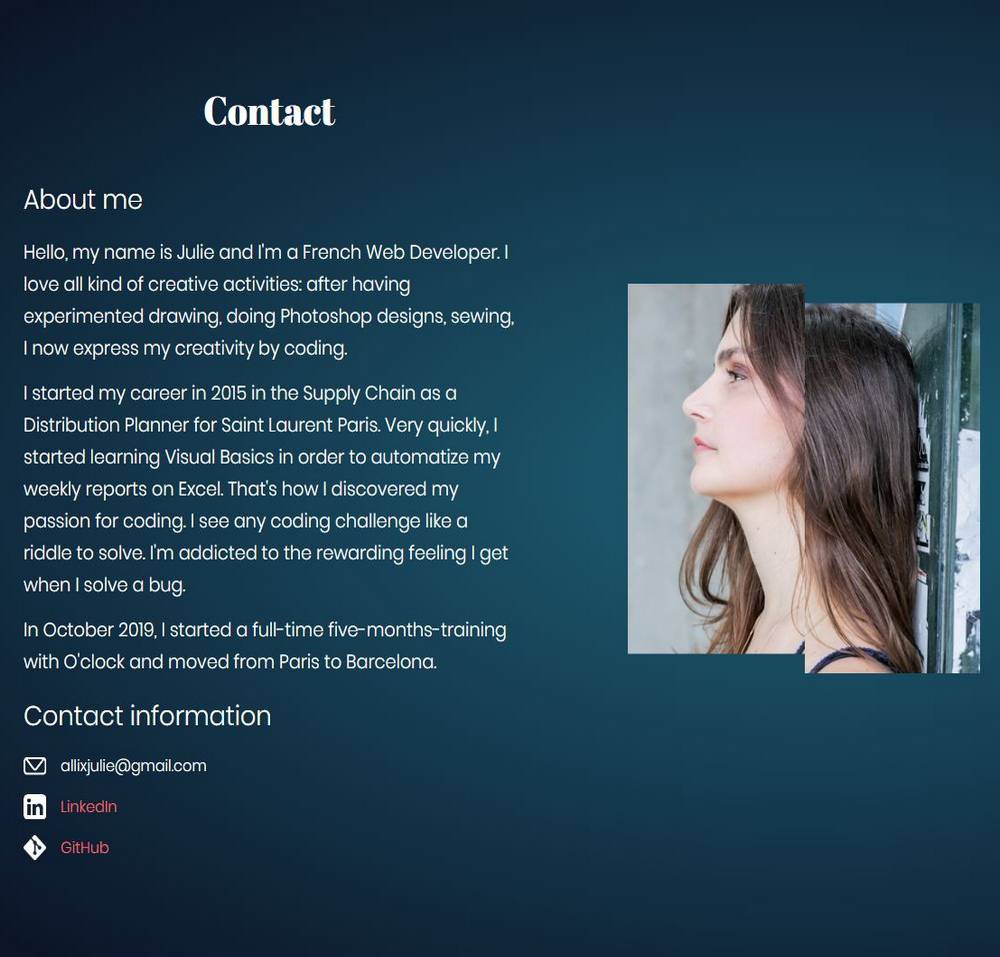 Contact
About me
Hello, my name is Julie and I'm a French Web Developer. I
love all kind of creative activities: after having
experimented drawing, doing Photoshop designs, sewing,
I now express my creativity by coding.
I started my career in 2015 in the Supply Chain as a
Distribution Planner for Saint Laurent Paris. Very quickly, I
started learning Visual Basics in order to automatize my
weekly reports on Excel. That's how I discovered my
passion for coding. I see any coding challenge like a
riddle to solve. I'm addicted to the rewarding feeling I get
when I solve a bug.
In October 2019, I started a full-time five-months-training
with O'clock and moved from Paris to Barcelona.
Contact information
allixjulie@gmail.com
in LinkedIn
GitHub